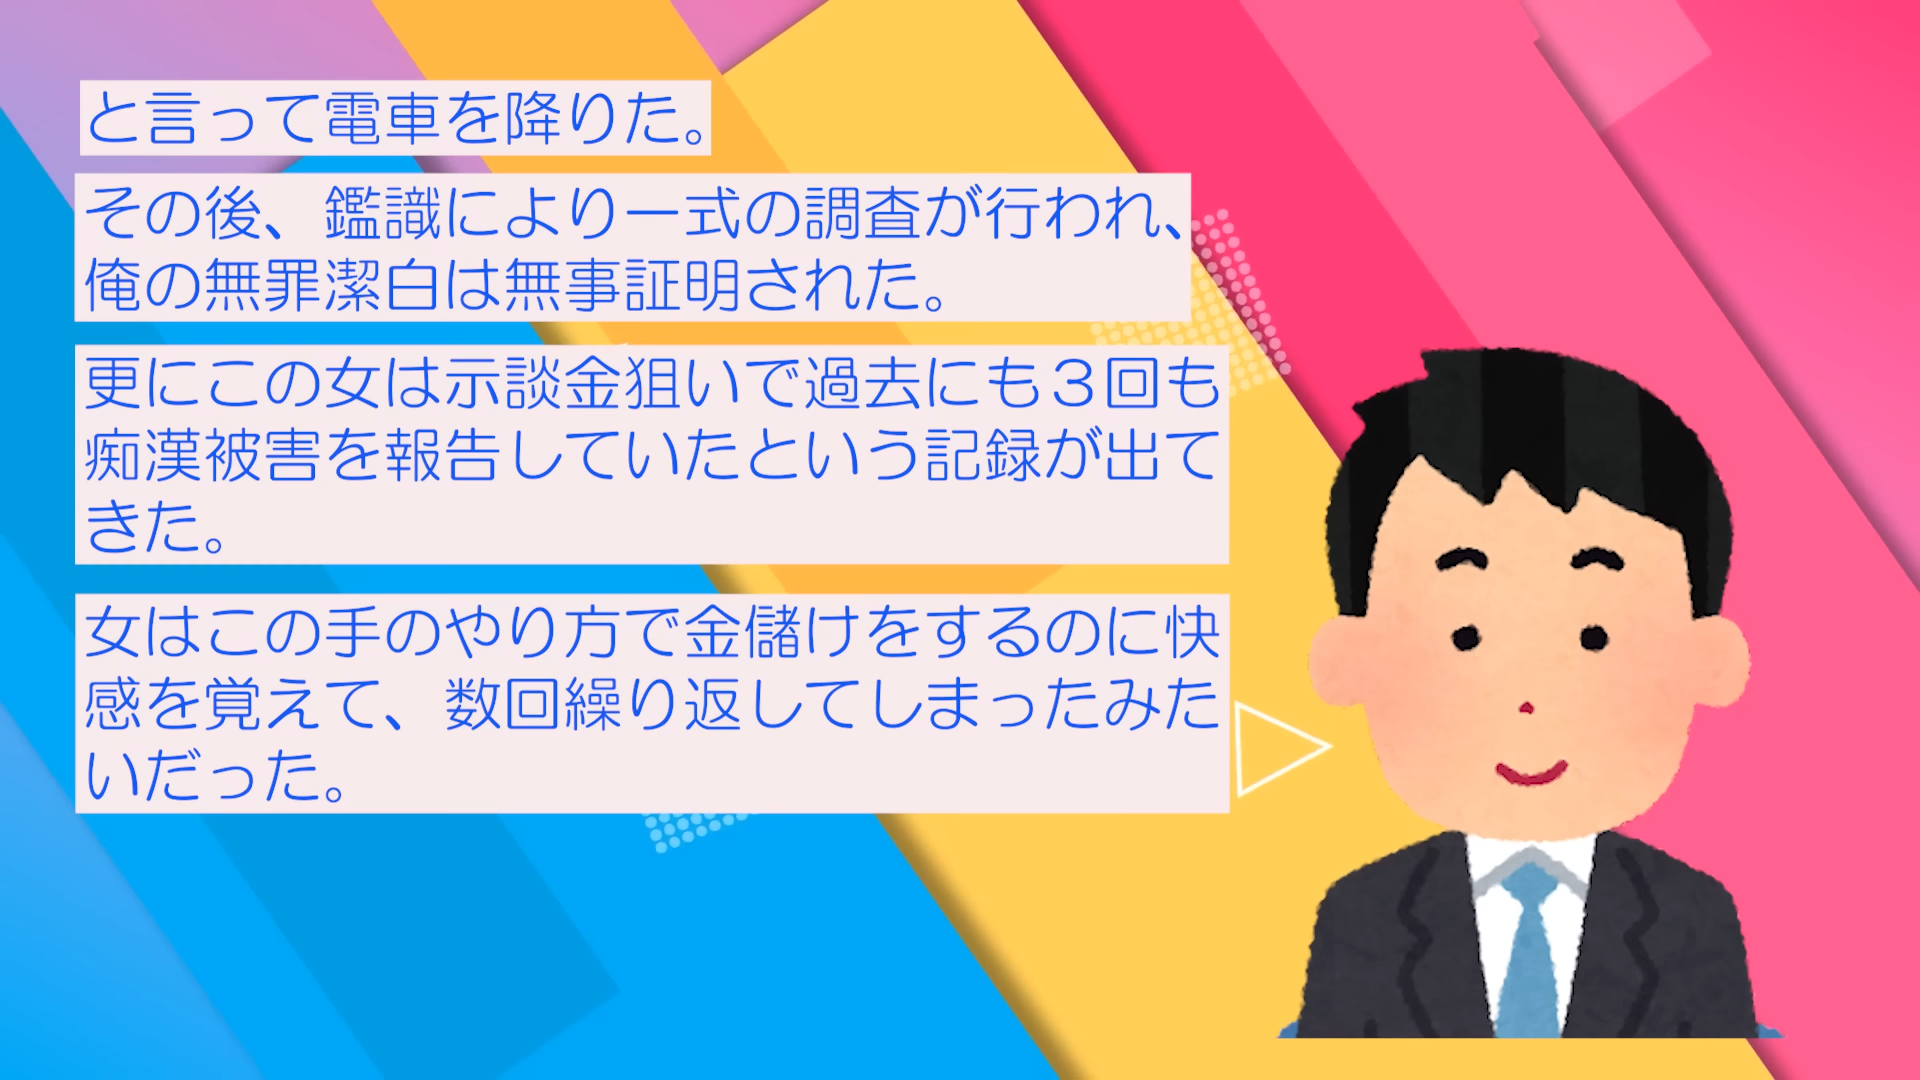 と言って電車を降りた。
その後、鑑識により一式の調査が行われ、
俺の無罪潔白は無事証明された。
更にこの女は示談金狙いで過去にも３回も
痴漢被害を報告していたという記録が出て
きた。
女はこの手のやり方で金儲けをするのに快
感を覚えて、数回繰り返してしまったみた
いだった。